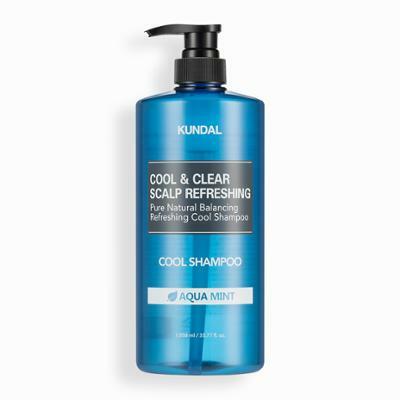 KUNDAL
COOL & CLEAR
SCALP REFRESHING
Pure Natural Balancing
Refreshing Cool Shampoo
COOL SHAMPOO
AQUA MINT